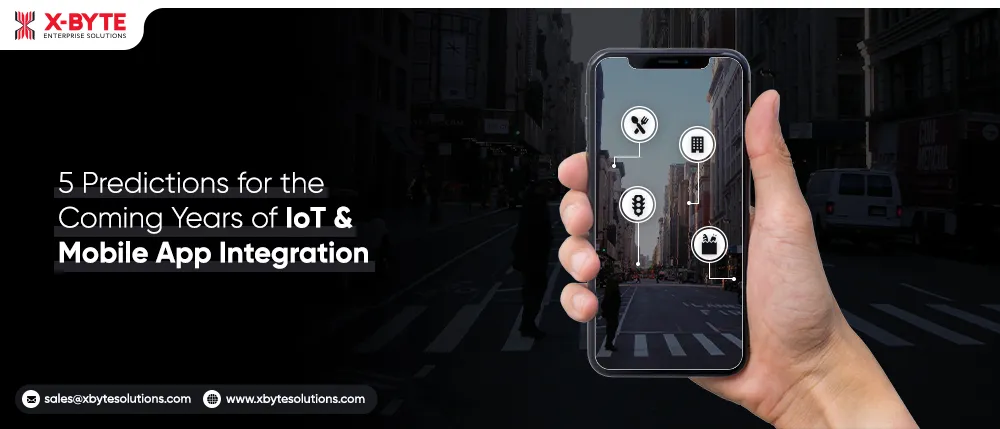 X-BYTE
ENTERPRISE SOLUTIONS
5 Predictions for the
Coming Years of IoT &
Mobile App Integration
sales@xbytesolutions.com
www.xbytesolutions.com